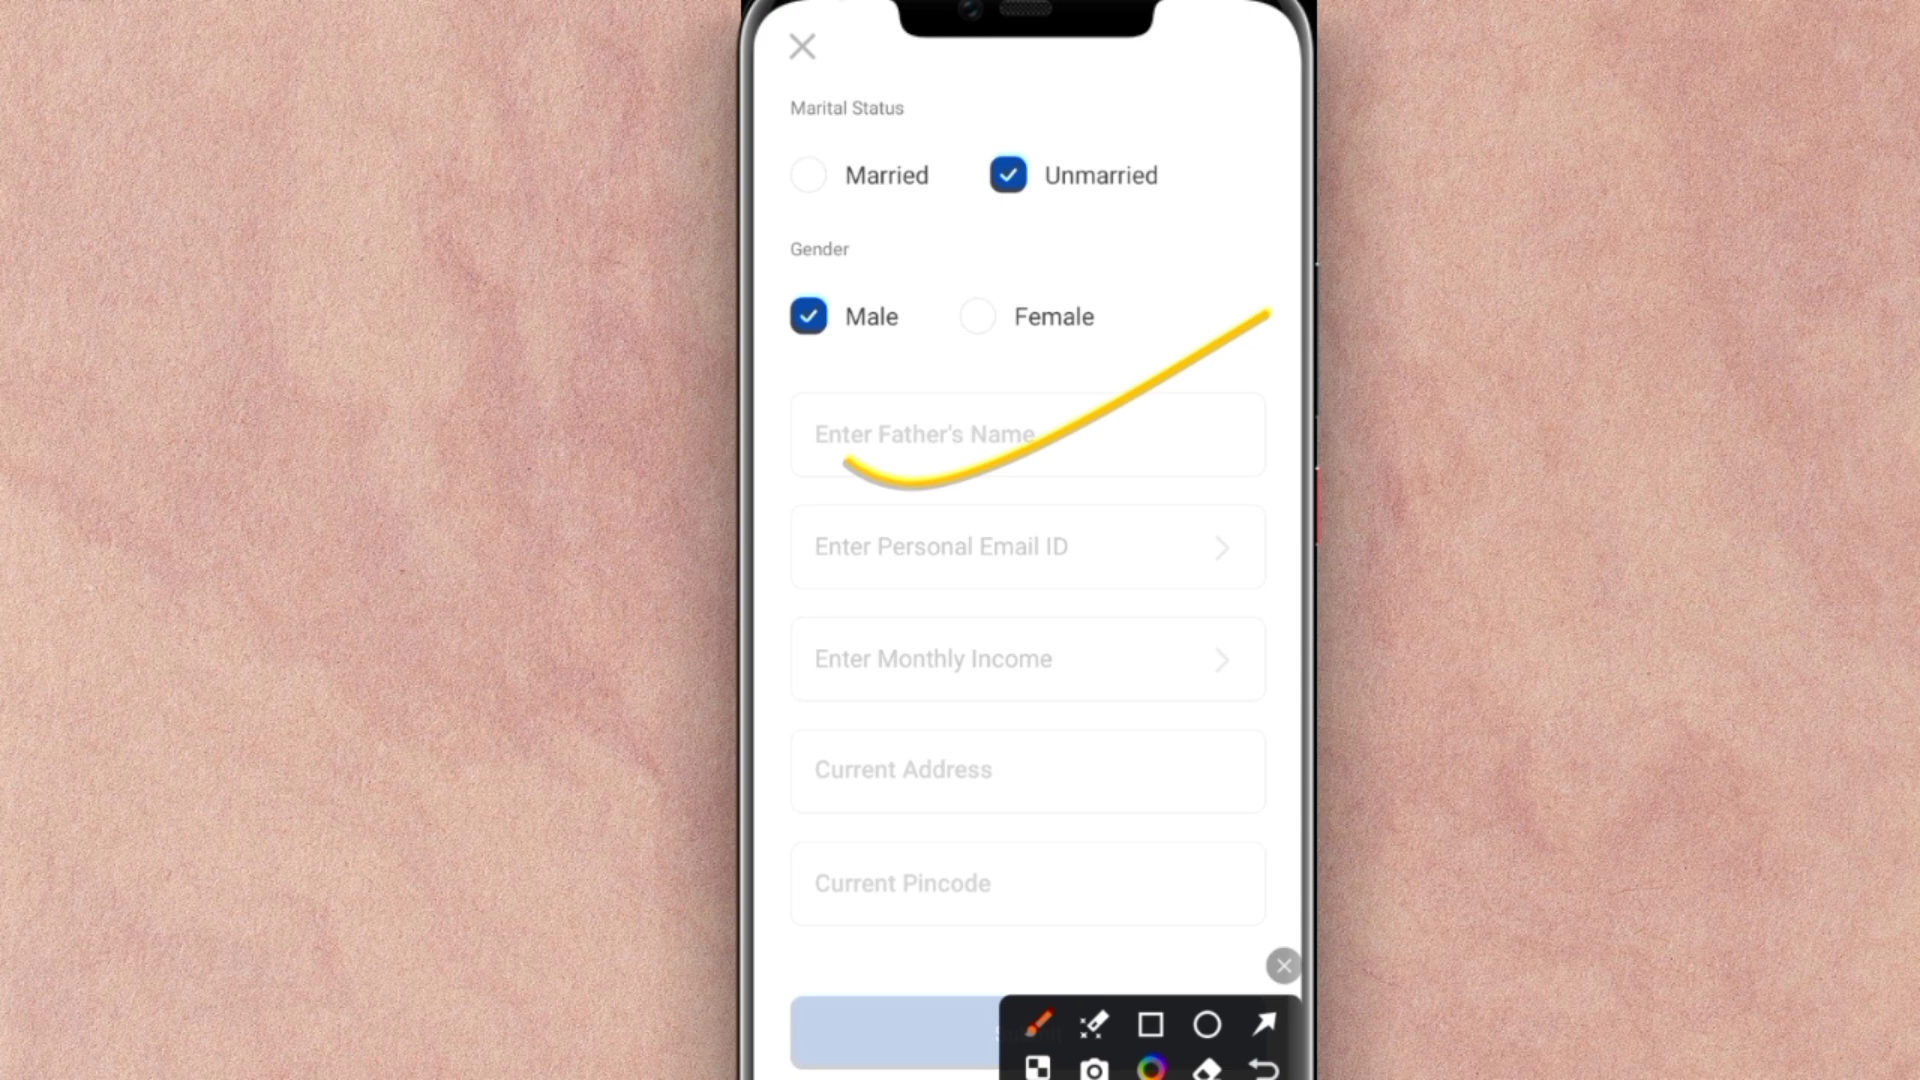 Marital Status
Married Unmarried
Gender
Male Female
Enter Father's Name
Enter Personal Email ID
Enter Monthly Income
Current Address
Current Pincode